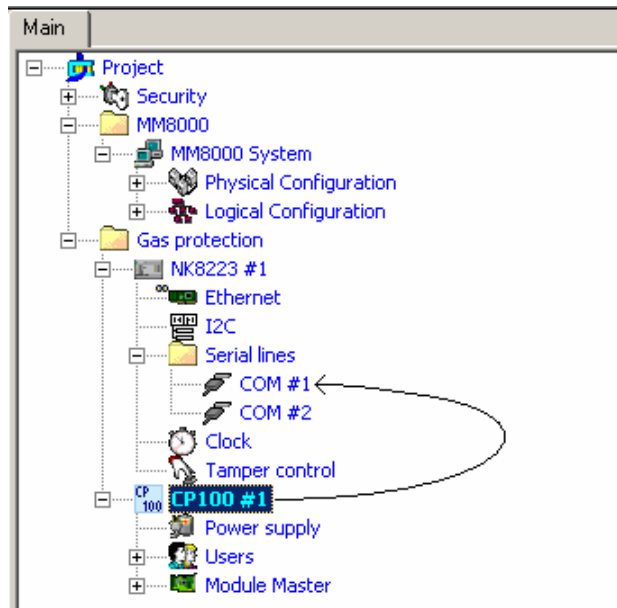 Main
Project
Security
MM8000
MM8000 System
Physical Configuration
Logical Configuration
Gas protection
NK8223 #1
Ethernet
I2C
Serial lines
COM #1
COM #2
Clock
Tamper control
CP 100 CP100 #1
Power supply
Users
Module Master